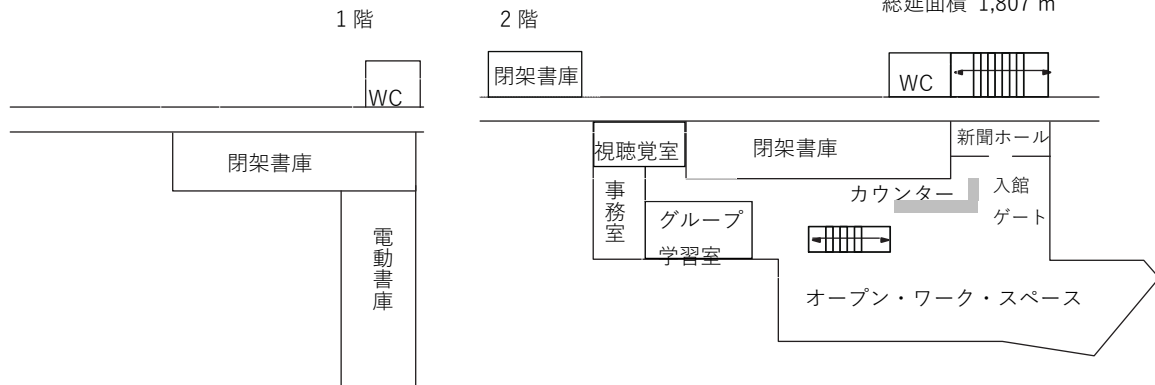 総延面積 1,807 m
1 階
2 階
WC
閉架書庫
電動書庫
閉架書庫
WC
視聴覚室
閉架書庫
新聞ホール
事務室
グループ
学習室
カウンター
入館
ゲート
オープン・ワーク・スペース